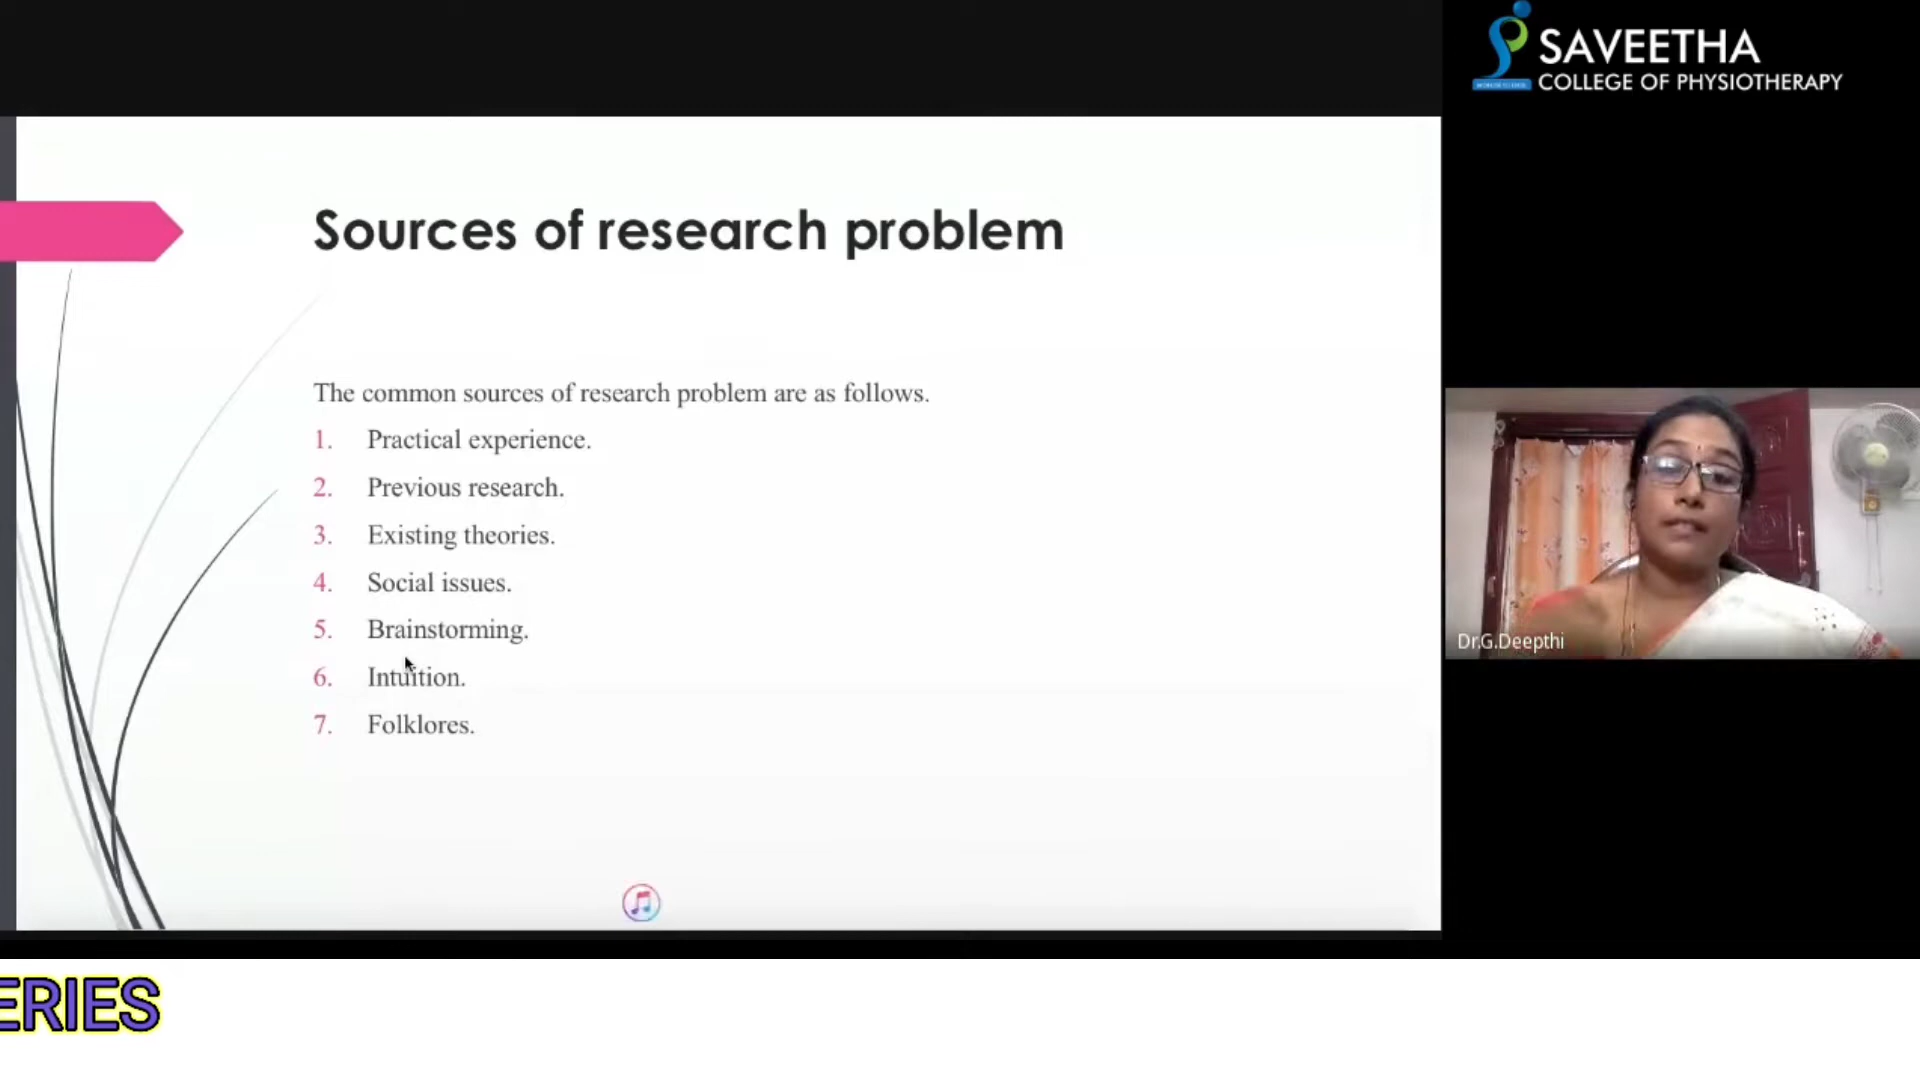 SAVEETHA
COLLEGE OF PHYSIOTHERAPY
Sources of research problem
The common sources of research problem are as follows.
1. Practical experience.
2. Previous research.
3. Existing theories.
4. Social issues.
5. Brainstorming.
6. Intuition.
7. Folklores.
Dr.G.Deepthi
ERIES